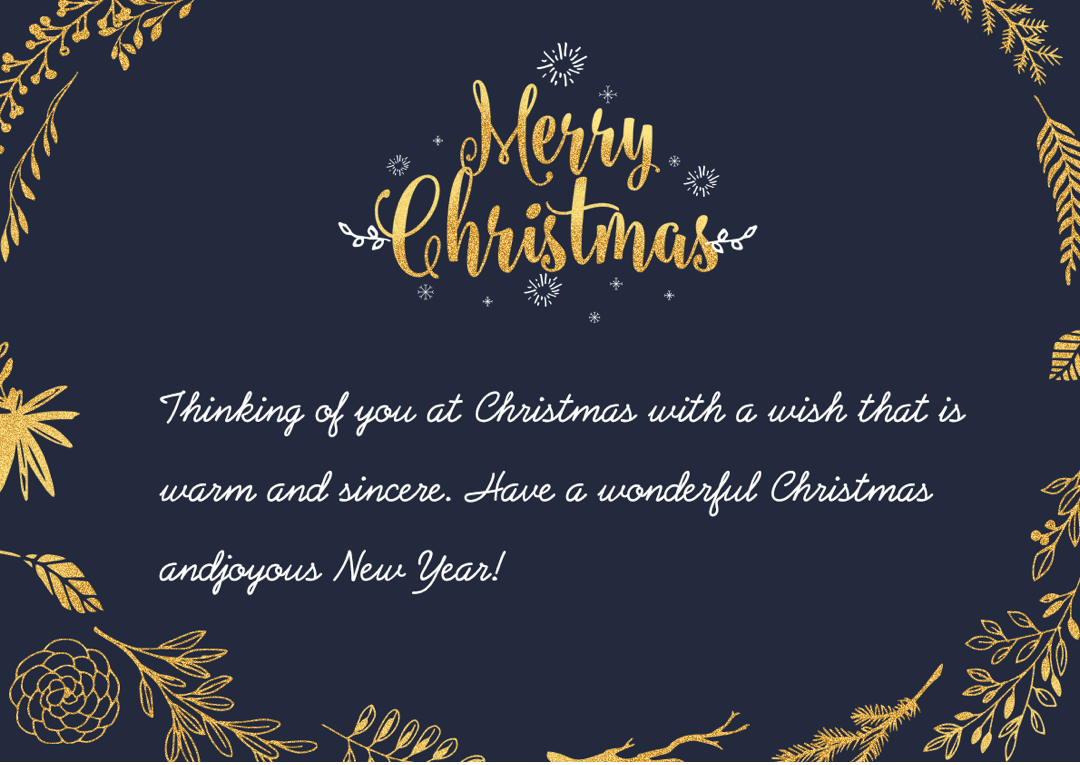 Merry
Christmas
Thinking of you at Christmas with a wish that is
warm and sincere. Have a wonderful Christmas
andjoyous New Year!